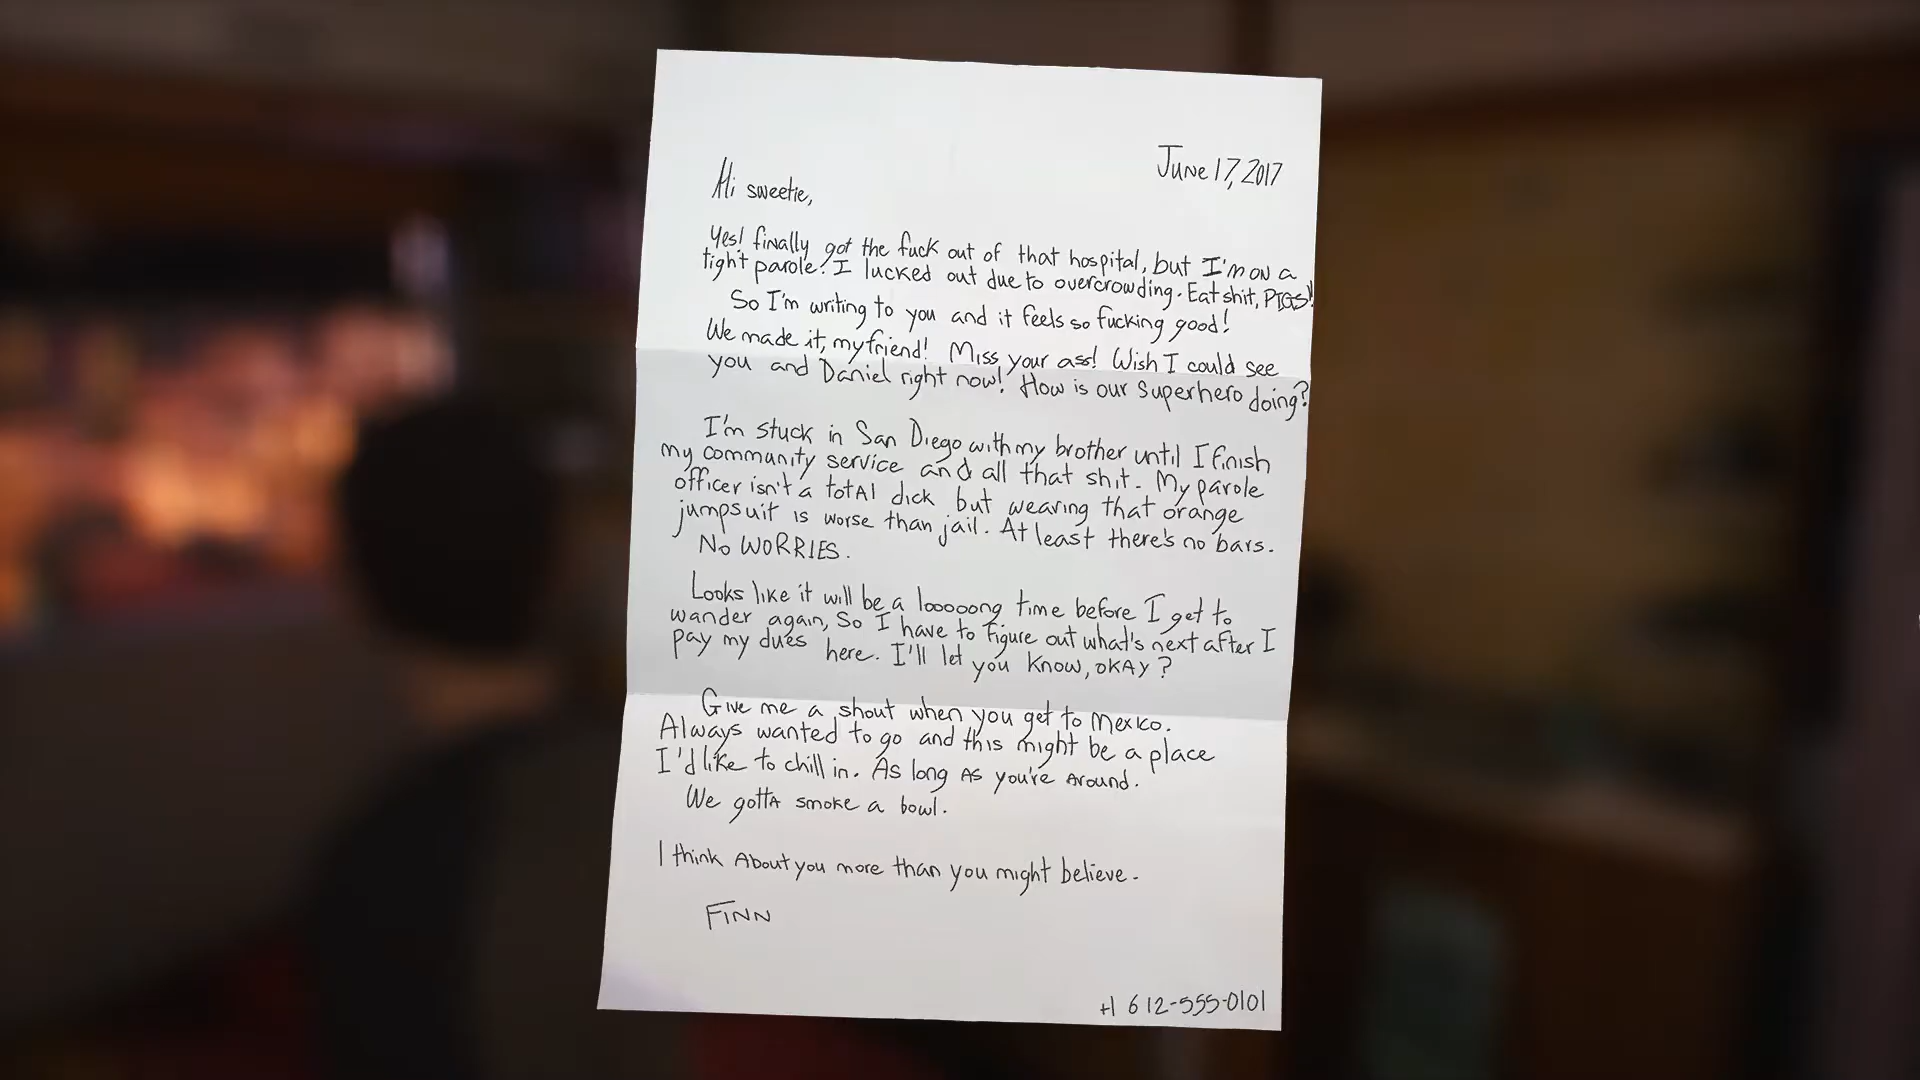 June 17, 2017
Hi sweetie,
Yes! finally got the fuck out of that hospital, but I'm on a
tight parole! I lucked out due to overcrowding. Eat shit, PIGS!
So I'm writing to you and it feels so fucking good!
We made it, my friend! Miss your ass! Wish I could see
you and Daniel right now! How is our superhero doing?
I'm stuck in San Diego with my brother until I finish
my community service and all that shit. My parole
officer isn't a totAl dick but wearing that orange
jumpsuit is worse than jail. At least there's no bars.
No WORRIES.
Looks like it will be a looooong time before I get to
wander again, So I have to figure out what's next after I
pay my dues here. I'll let you know, OKAY?
Give me a shout when you get to Mexico.
Always wanted to go and this might be a place
I'd like to chill in. As long AS you're Around.
We gottA smoke a bowl.
I think About you more than you might believe.
FINN
+1 612-555-0101